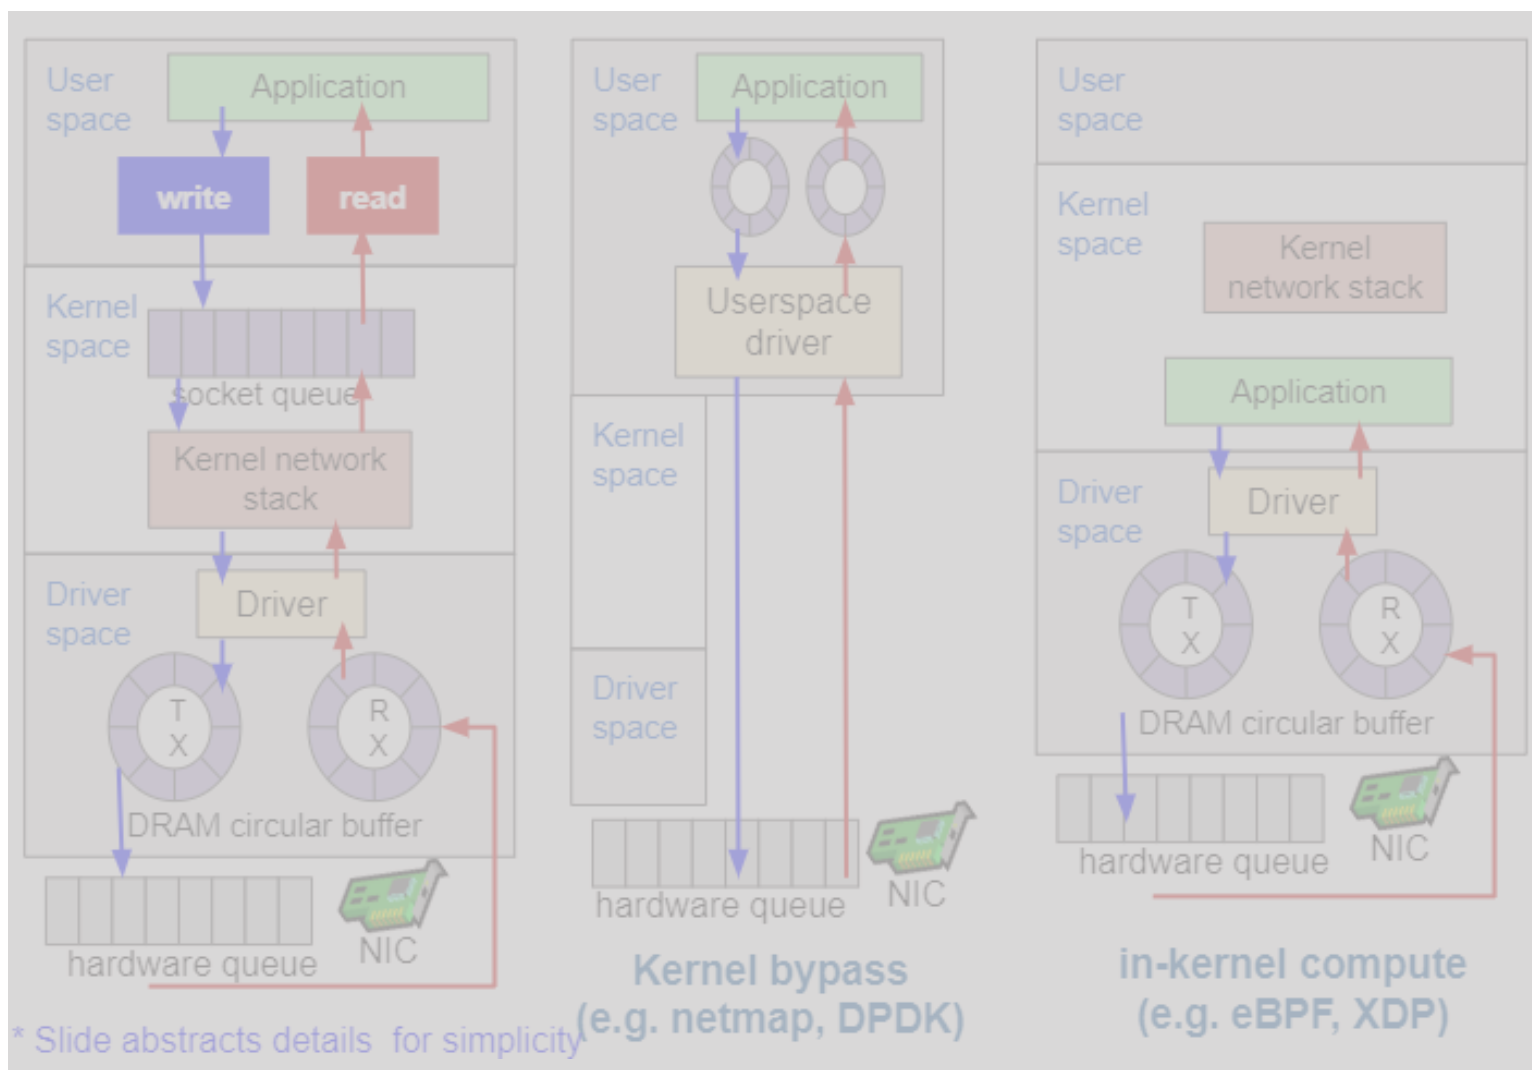 User
space
Application
write
read
Kernel
space
socket queue
Kernel network
stack
Driver
space
Driver
T
X
R
X
DRAM circular buffer
NIC
hardware queue
* Slide abstracts details for simplicity
User
space
Application
Userspace
driver
Kernel
space
Driver
space
NIC
hardware queue
Kernel bypass
(e.g. netmap, DPDK)
User
space
Kernel
space
Kernel
network stack
Application
Driver
space
Driver
T
X
R
X
DRAM circular buffer
NIC
hardware queue
in-kernel compute
(e.g. eBPF, XDP)